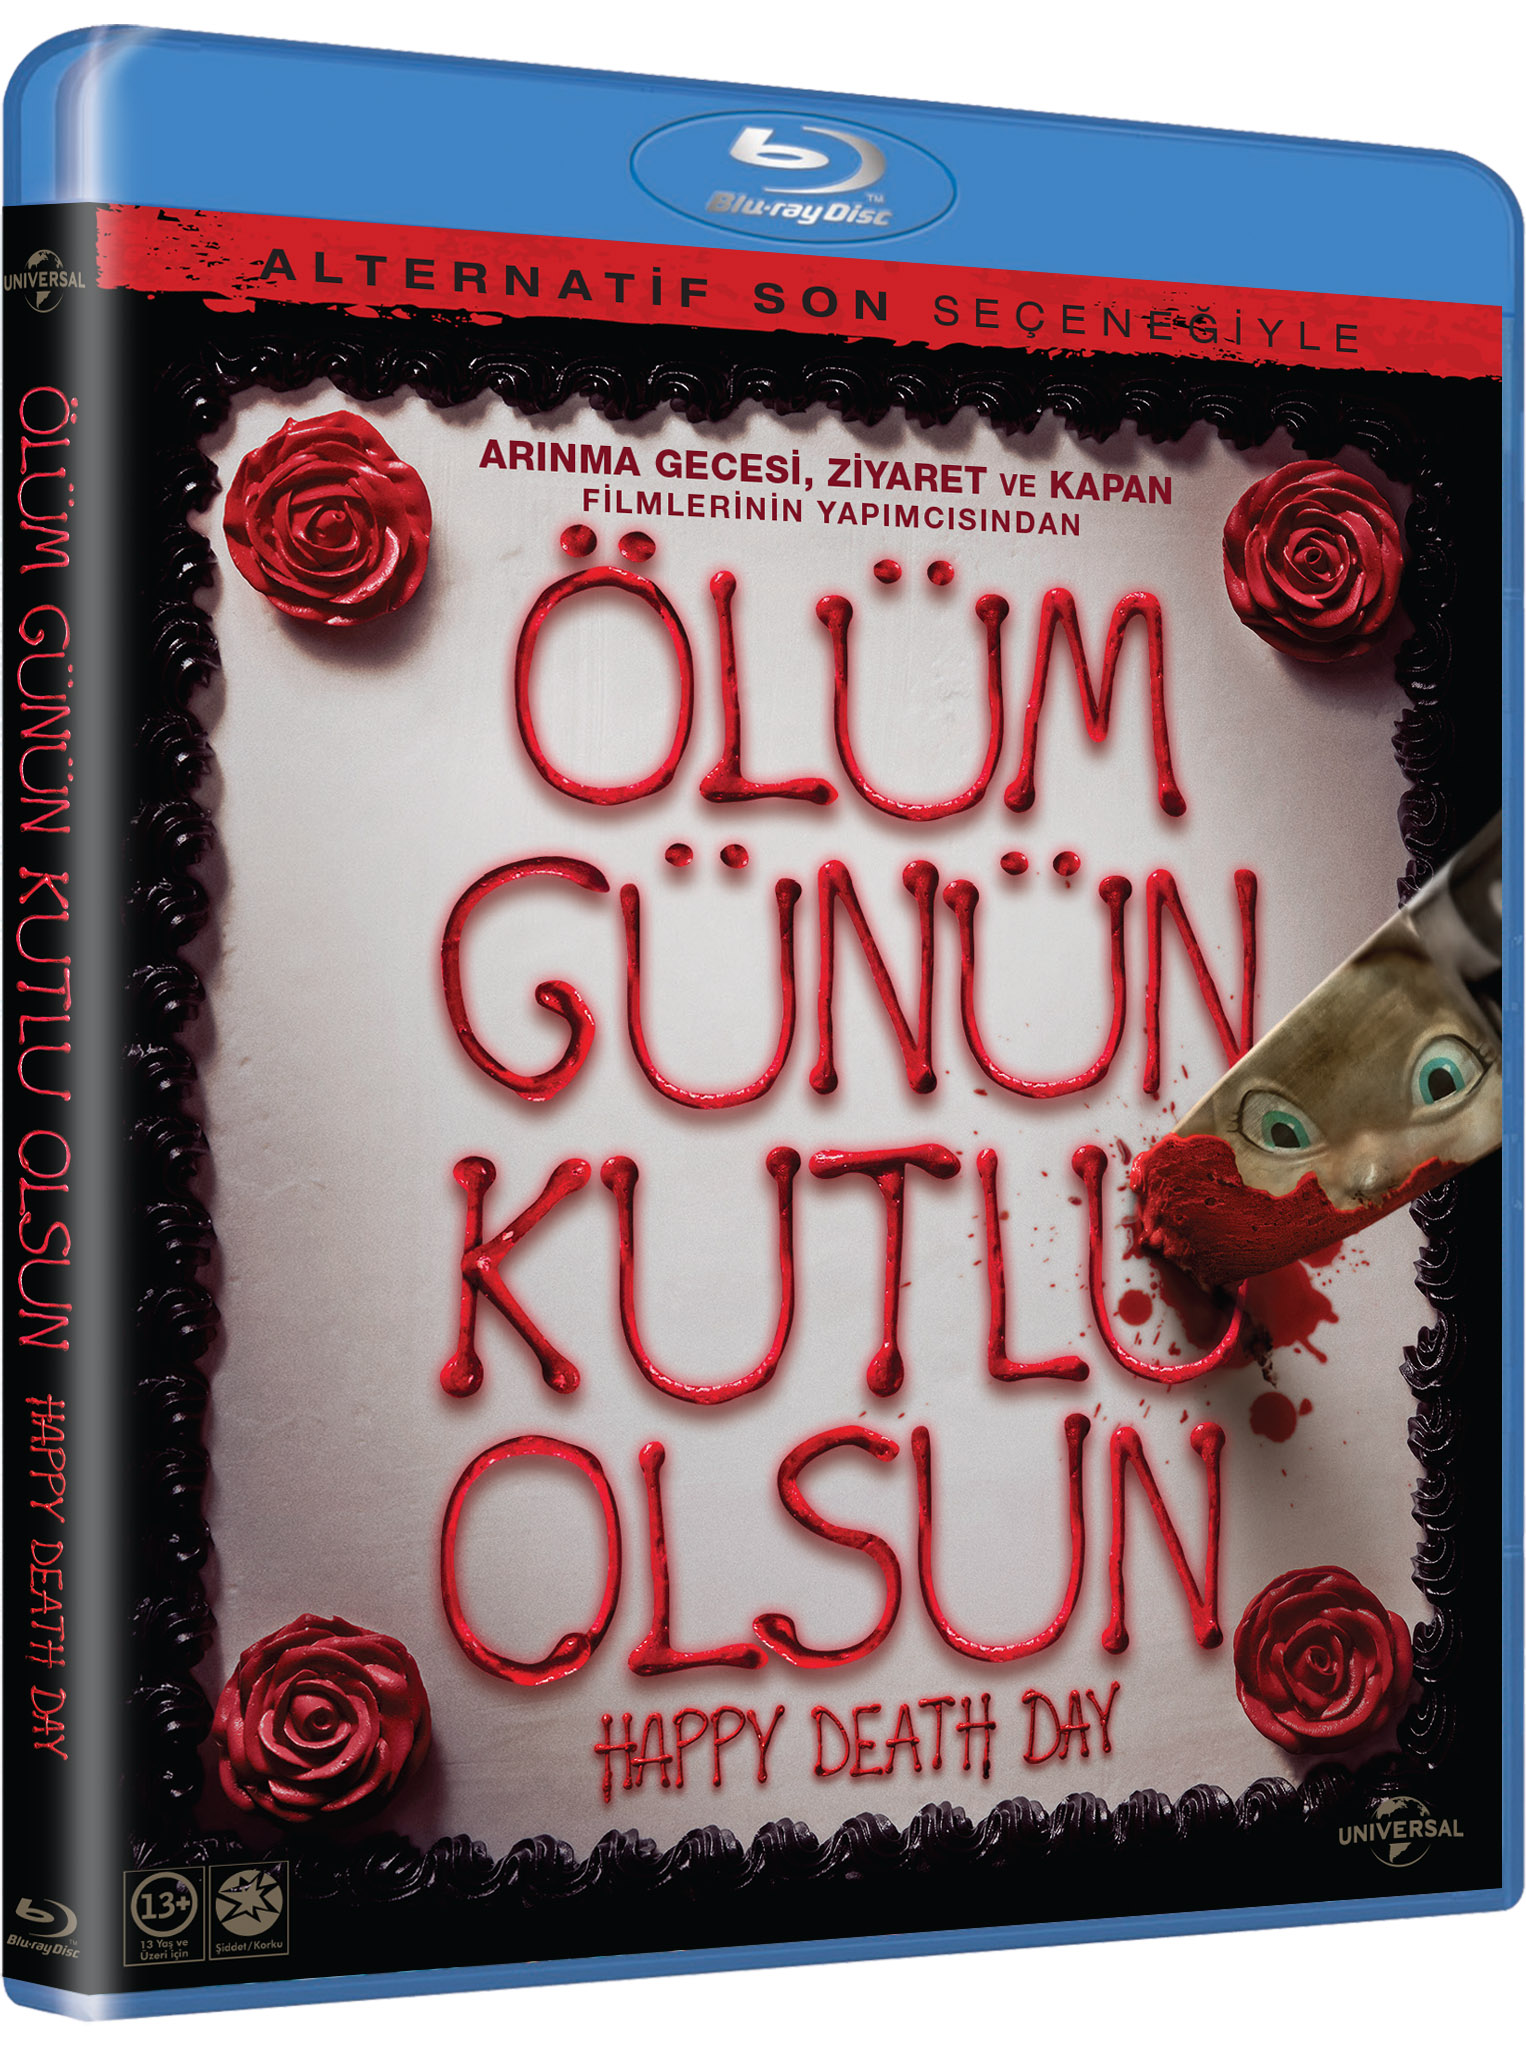 Blu-ray Disc™
ALTERNATİF SON SEÇENEĞİYLE
ARINMA GECESİ, ZİYARET VE KAPAN
FİLMLERİNİN YAPIMCISINDAN
ÖLÜM
GÜNÜN
KUTLU
OLSUN
HAPPY DEATH DAY
UNIVERSAL
13+
13 Yaş ve
Üzeri için
Şiddet/Korku
UNIVERSAL
ÖLÜM GÜNÜN KUTLU OLSUN HAPPY DEATH DAY
Blu-ray Disc™